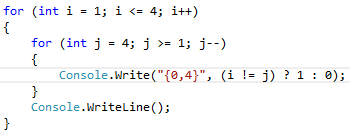 for (int i = 1; i <= 4; i++)
{
    for (int j = 4; j >= 1; j--)
    {
        Console.Write("{0,4}", (i != j) ? 1 : 0);
    }
    Console.WriteLine();
}